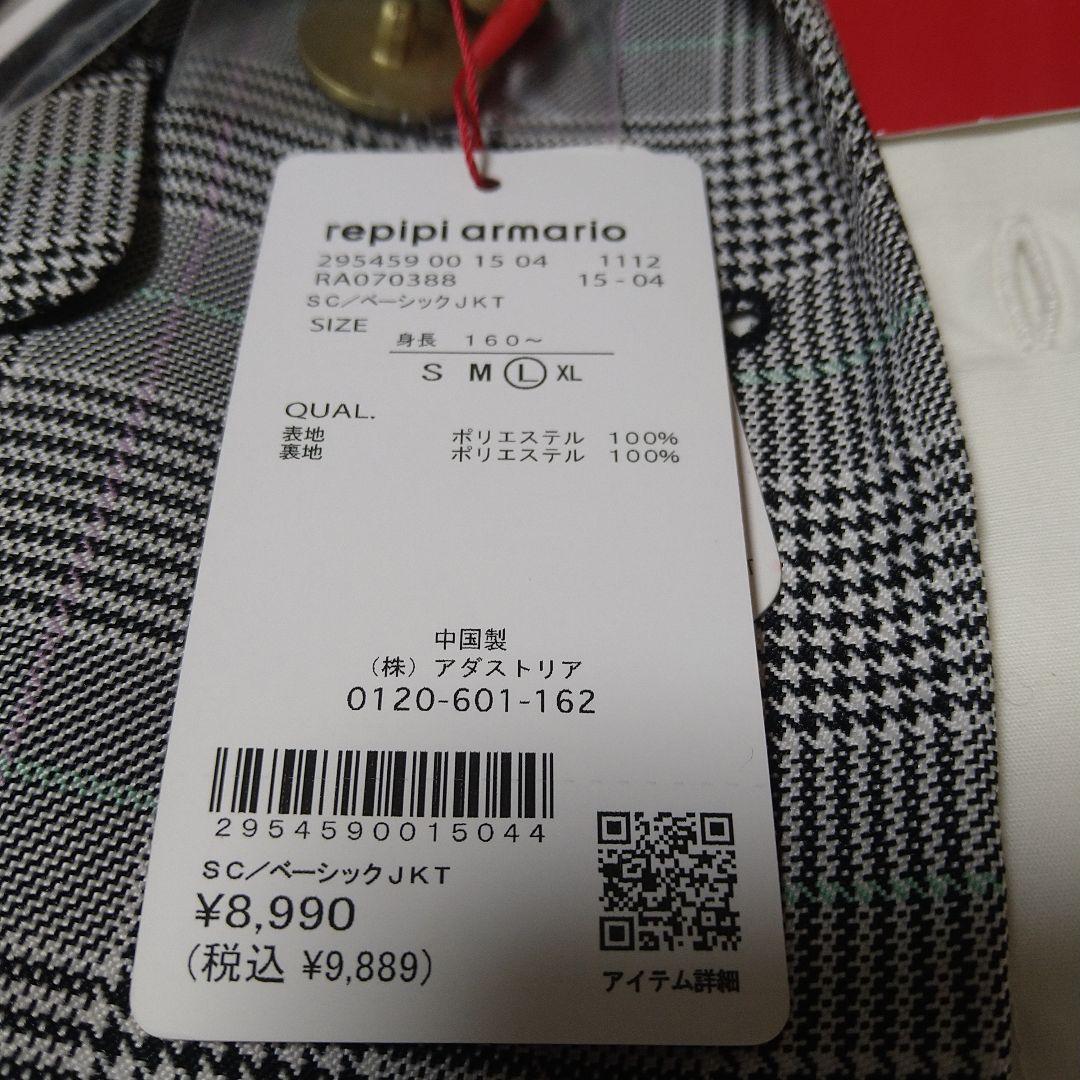 repipi armario
295459 00 15 04 1112
RA070388 15-04
SC/ベーシックJKT
SIZE
身長 160~
S M L XL
QUAL.
表地 ポリエステル 100%
裏地 ポリエステル 100%
中国製
(株)アダストリア
0120-601-162
2954590015044
SC/ベーシックJKT
¥8,990
(税込 ¥9,889)
アイテム詳細